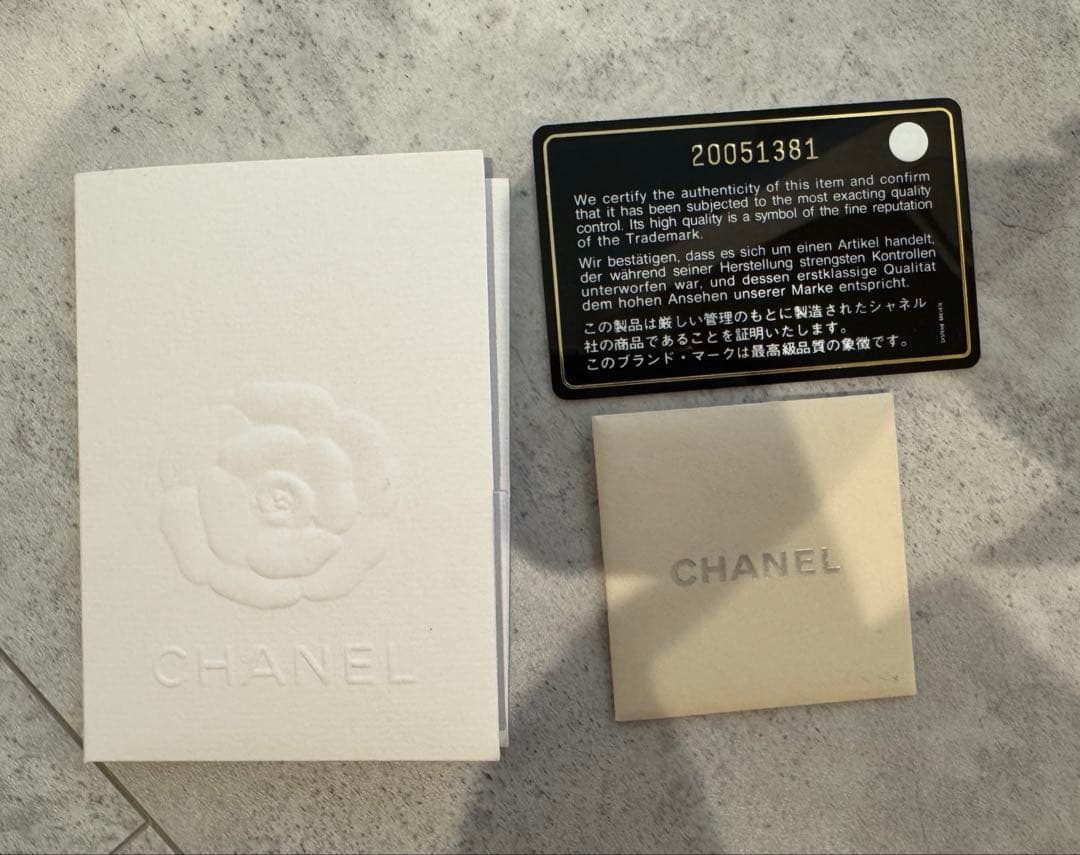 CHANEL
20051381
We certify the authenticity of this item and confirm
that it has been subjected to the most exacting quality
control. Its high quality is a symbol of the fine reputation
of the Trademark.
Wir bestätigen, dass es sich um einen Artikel handelt,
der während seiner Herstellung strengsten Kontrollen
unterworfen war, und dessen erstklassige Qualität
dem hohen Ansehen unserer Marke entspricht.
この製品は厳しい管理のもとに製造されたシャネル
社の商品であることを証明いたします。
このブランド・マークは最高級品質の象徴です。
CHANEL